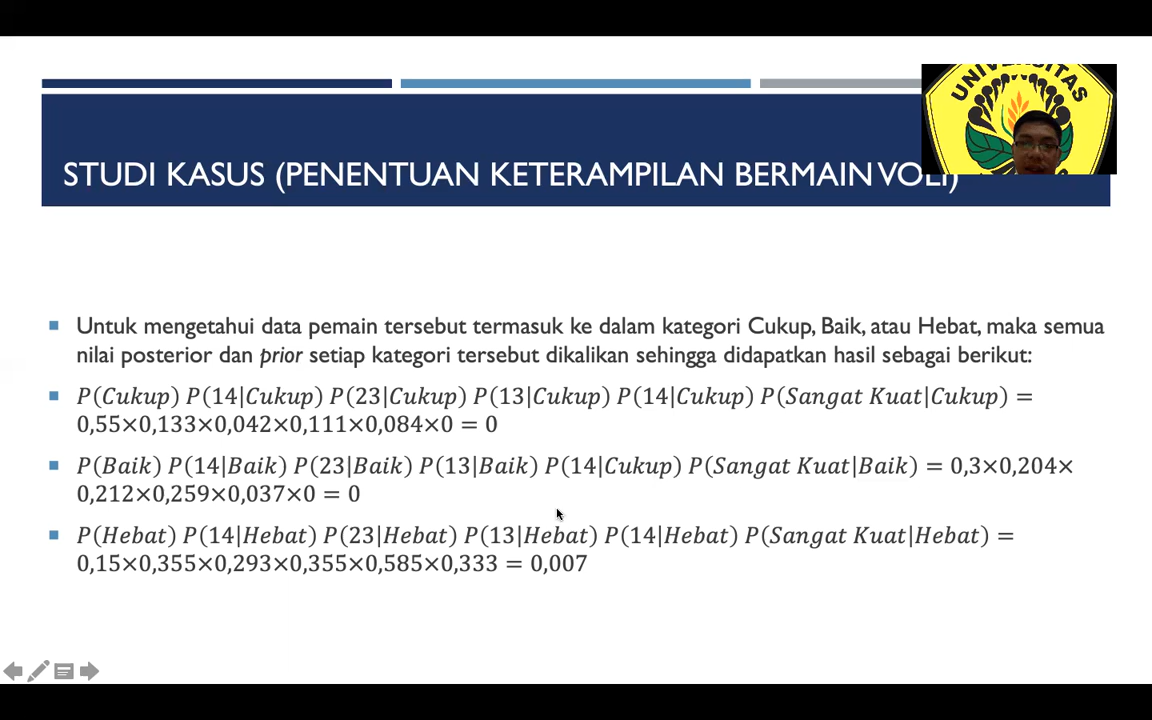 UNIVERSITAS
STUDI KASUS (PENENTUAN KETERAMPILAN BERMAIN VOLI)
Untuk mengetahui data pemain tersebut termasuk ke dalam kategori Cukup, Baik, atau Hebat, maka semua
nilai posterior dan prior setiap kategori tersebut dikalikan sehingga didapatkan hasil sebagai berikut:
P(Cukup) P(14|Cukup) P(23|Cukup) P(13|Cukup) P(14|Cukup) P(Sangat Kuat|Cukup) =
0,55×0,133×0,042×0,111×0,084×0 = 0
P(Baik) P(14|Baik) P(23|Baik) P(13|Baik) P(14|Cukup) P(Sangat Kuat|Baik) = 0,3×0,204×
0,212×0,259×0,037×0 = 0
P(Hebat) P(14|Hebat) P(23|Hebat) P(13|Hebat) P(14|Hebat) P(Sangat Kuat|Hebat) =
0,15×0,355×0,293×0,355×0,585×0,333 = 0,007